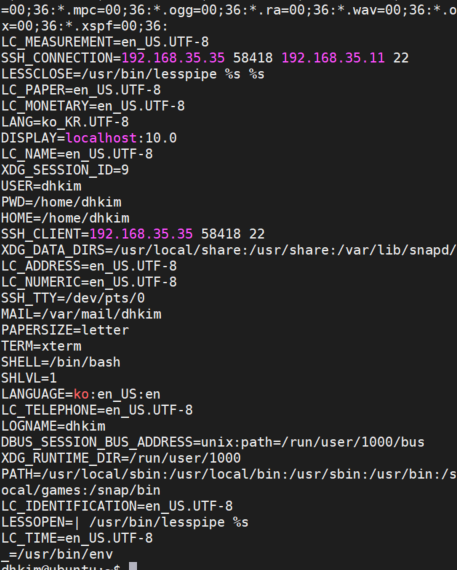 =00;36:*.mpc=00;36:*.ogg=00;36:*.ra=00;36:*.wav=00;36:*.o
x=00;36:*.xspf=00;36:
LC_MEASUREMENT=en_US.UTF-8
SSH_CONNECTION=192.168.35.35 58418 192.168.35.11 22
LESSCLOSE=/usr/bin/lesspipe %s %s
LC_PAPER=en_US.UTF-8
LC_MONETARY=en_US.UTF-8
LANG=ko_KR.UTF-8
DISPLAY=localhost:10.0
LC_NAME=en_US.UTF-8
XDG_SESSION_ID=9
USER=dhkim
PWD=/home/dhkim
HOME=/home/dhkim
SSH_CLIENT=192.168.35.35 58418 22
XDG_DATA_DIRS=/usr/local/share:/usr/share:/var/lib/snapd/
LC_ADDRESS=en_US.UTF-8
LC_NUMERIC=en_US.UTF-8
SSH_TTY=/dev/pts/0
MAIL=/var/mail/dhkim
PAPERSIZE=letter
TERM=xterm
SHELL=/bin/bash
SHLVL=1
LANGUAGE=ko:en_US:en
LC_TELEPHONE=en_US.UTF-8
LOGNAME=dhkim
DBUS_SESSION_BUS_ADDRESS=unix:path=/run/user/1000/bus
XDG_RUNTIME_DIR=/run/user/1000
PATH=/usr/local/sbin:/usr/local/bin:/usr/sbin:/usr/bin:/s
ocal/games:/snap/bin
LC_IDENTIFICATION=en_US.UTF-8
LESSOPEN=| /usr/bin/lesspipe %s
LC_TIME=en_US.UTF-8
_=/usr/bin/env
dhkim@ubuntu:~$